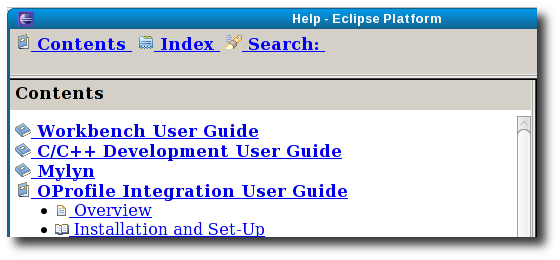 Help - Eclipse Platform
Contents Index Search:
Contents
Workbench User Guide
C/C++ Development User Guide
Mylyn
OProfile Integration User Guide
Overview
Installation and Set-Up